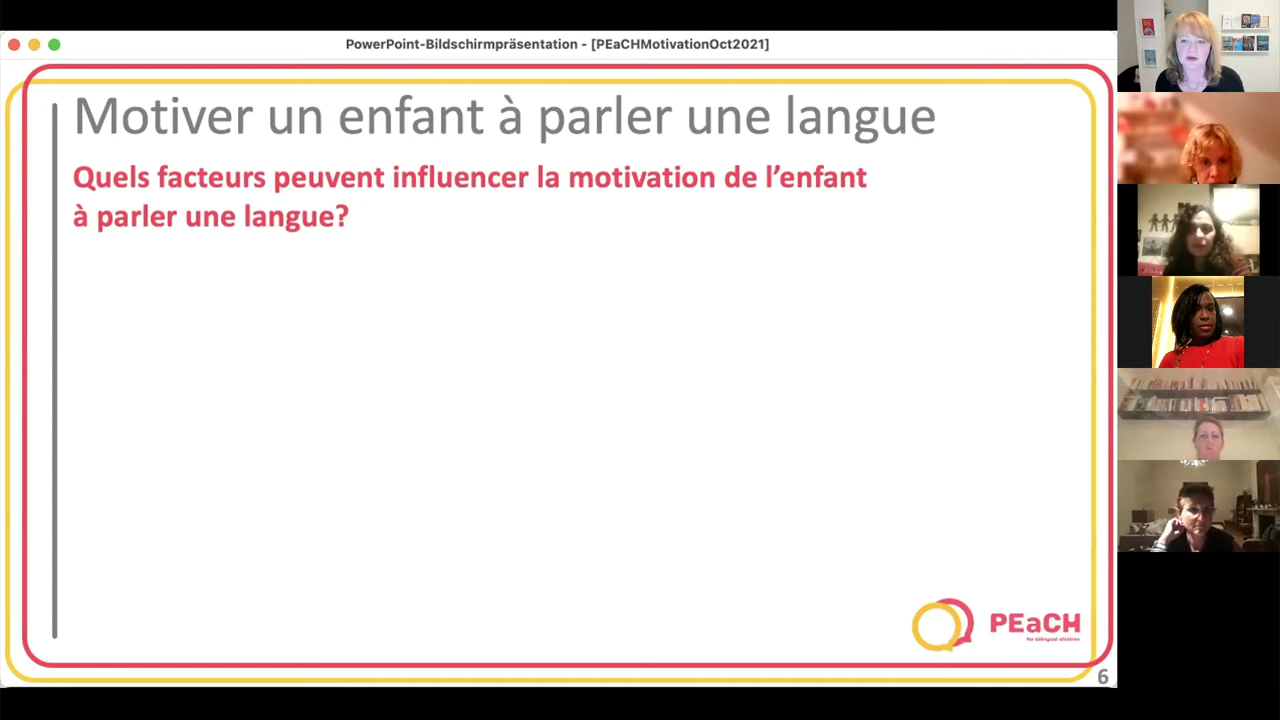 PowerPoint-Bildschirmpräsentation - [PEaCHMotivationOct2021]
Motiver un enfant à parler une langue
Quels facteurs peuvent influencer la motivation de l’enfant
à parler une langue?
PEaCH
for bilingual children
6